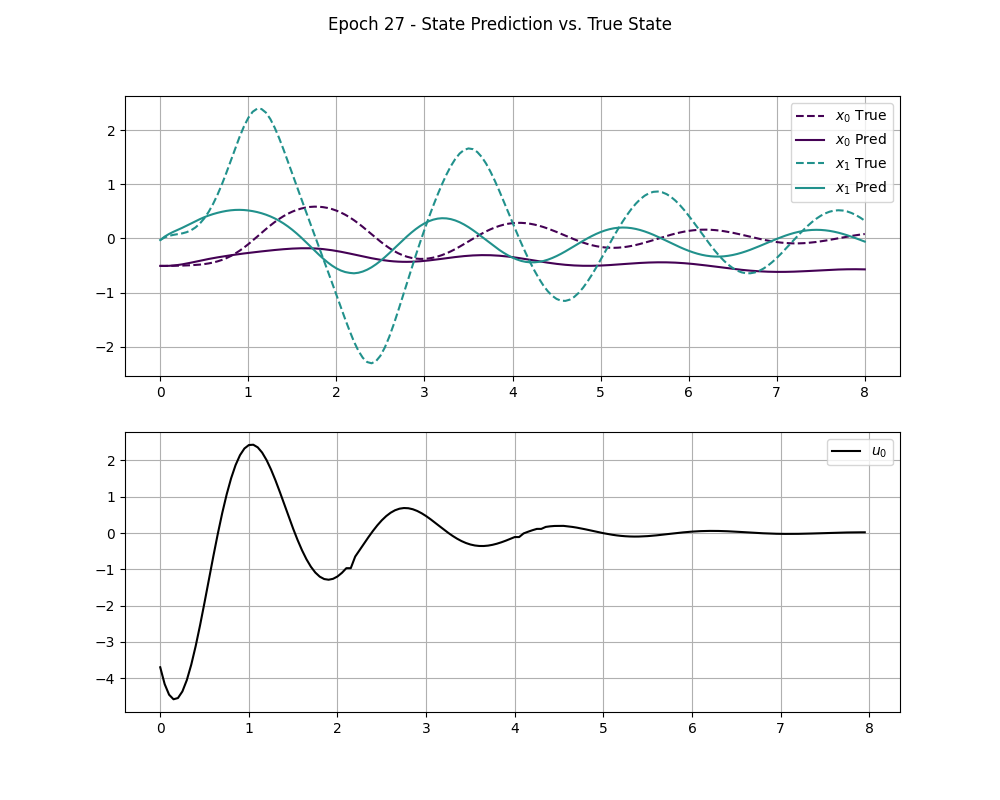 Epoch 27 - State Prediction vs. True State
2
1
0
−1
−2
x₀ True
x₀ Pred
x₁ True
x₁ Pred
0 1 2 3 4 5 6 7 8
2
1
0
−1
−2
−3
−4
u₀
0 1 2 3 4 5 6 7 8